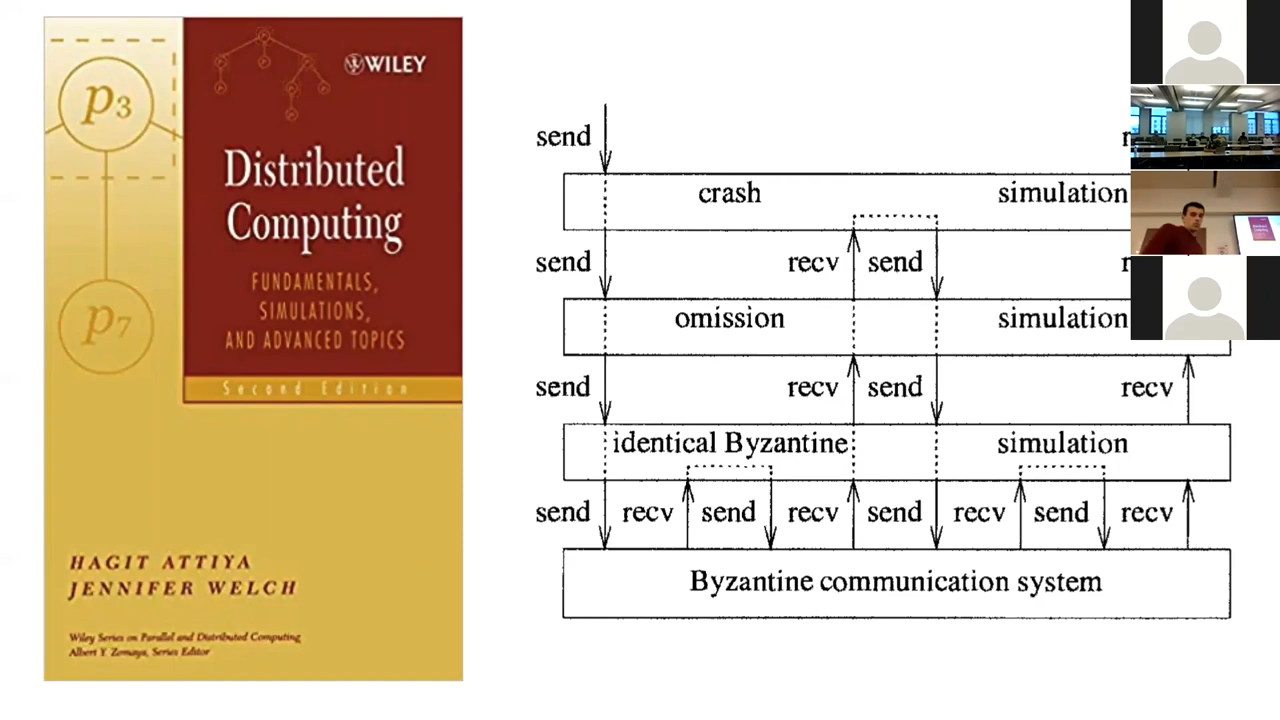 p3
p7
WILEY
Distributed
Computing
FUNDAMENTALS,
SIMULATIONS,
AND ADVANCED TOPICS
Second Edition
HAGIT ATTIYA
JENNIFER WELCH
Wiley Series on Parallel and Distributed Computing
Albert Y. Zomaya, Series Editor
send
crash simulation
send recv send
omission simulation
send recv send recv
identical Byzantine simulation
send recv send recv send recv send recv
Byzantine communication system